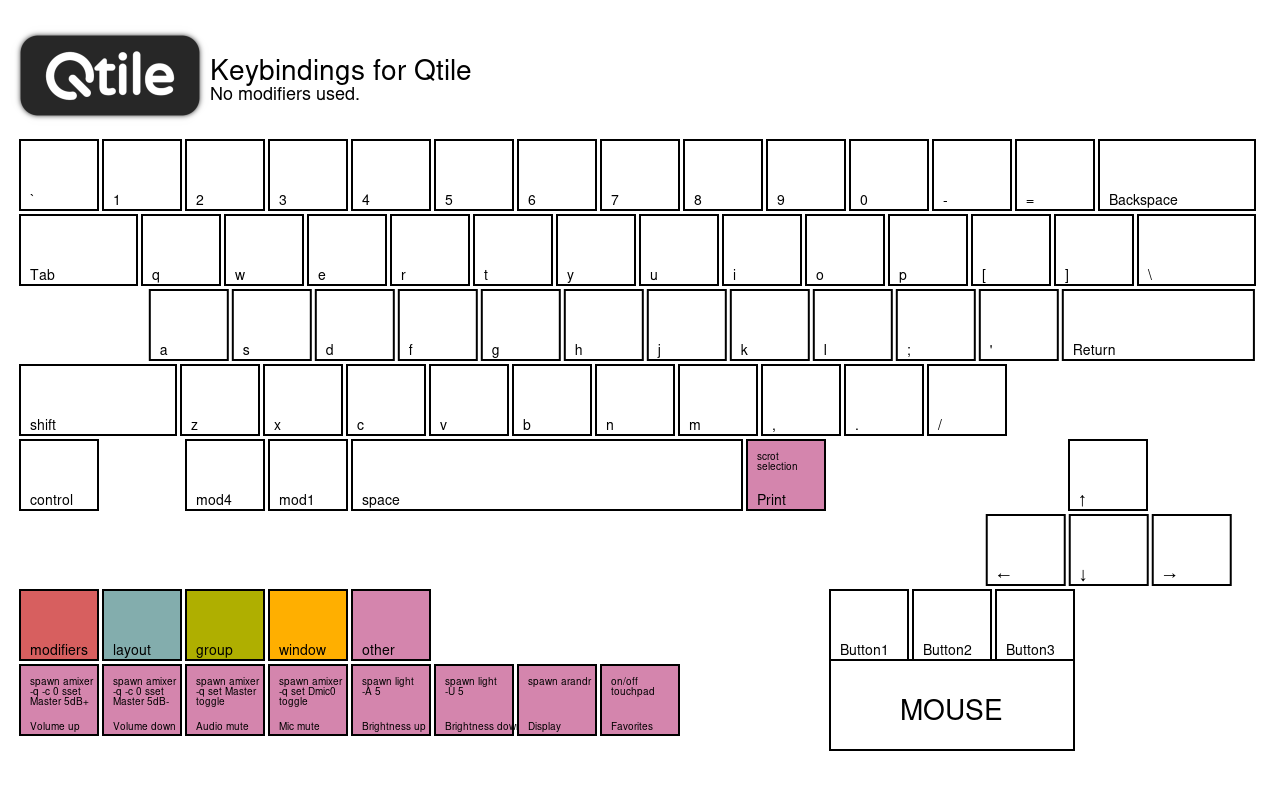 Qtile
Keybindings for Qtile
No modifiers used.
` 1 2 3 4 5 6 7 8 9 0 - = Backspace
Tab q w e r t y u i o p [ ] \
a s d f g h j k l ; ' Return
shift z x c v b n m , . /
scrot
selection
control mod4 mod1 space Print ↑
← ↓ →
modifiers layout group window other Button1 Button2 Button3
spawn amixer
-q -c 0 sset
Master 5dB+
Volume up
spawn amixer
-q -c 0 sset
Master 5dB-
Volume down
spawn amixer
-q set Master
toggle
Audio mute
spawn amixer
-q set Dmic0
toggle
Mic mute
spawn light
-A 5
Brightness up
spawn light
-U 5
Brightness dow
spawn arandr
Display
on/off
touchpad
Favorites
MOUSE